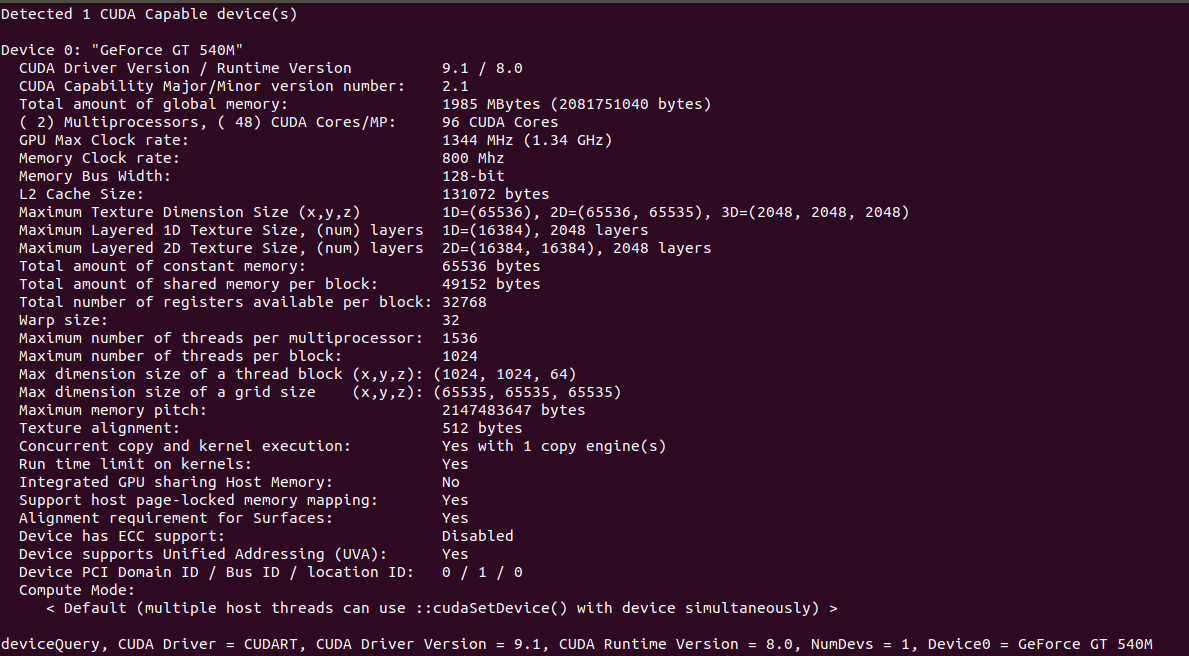 Detected 1 CUDA Capable device(s)
Device 0: "GeForce GT 540M"
CUDA Driver Version / Runtime Version 9.1 / 8.0
CUDA Capability Major/Minor version number: 2.1
Total amount of global memory: 1985 MBytes (2081751040 bytes)
( 2) Multiprocessors, ( 48) CUDA Cores/MP: 96 CUDA Cores
GPU Max Clock rate: 1344 MHz (1.34 GHz)
Memory Clock rate: 800 Mhz
Memory Bus Width: 128-bit
L2 Cache Size: 131072 bytes
Maximum Texture Dimension Size (x,y,z) 1D=(65536), 2D=(65536, 65535), 3D=(2048, 2048, 2048)
Maximum Layered 1D Texture Size, (num) layers 1D=(16384), 2048 layers
Maximum Layered 2D Texture Size, (num) layers 2D=(16384, 16384), 2048 layers
Total amount of constant memory: 65536 bytes
Total amount of shared memory per block: 49152 bytes
Total number of registers available per block: 32768
Warp size: 32
Maximum number of threads per multiprocessor: 1536
Maximum number of threads per block: 1024
Max dimension size of a thread block (x,y,z): (1024, 1024, 64)
Max dimension size of a grid size (x,y,z): (65535, 65535, 65535)
Maximum memory pitch: 2147483647 bytes
Texture alignment: 512 bytes
Concurrent copy and kernel execution: Yes with 1 copy engine(s)
Run time limit on kernels: Yes
Integrated GPU sharing Host Memory: No
Support host page-locked memory mapping: Yes
Alignment requirement for Surfaces: Yes
Device has ECC support: Disabled
Device supports Unified Addressing (UVA): Yes
Device PCI Domain ID / Bus ID / location ID: 0 / 1 / 0
Compute Mode:
< Default (multiple host threads can use ::cudaSetDevice() with device simultaneously) >
deviceQuery, CUDA Driver = CUDART, CUDA Driver Version = 9.1, CUDA Runtime Version = 8.0, NumDevs = 1, Device0 = GeForce GT 540M